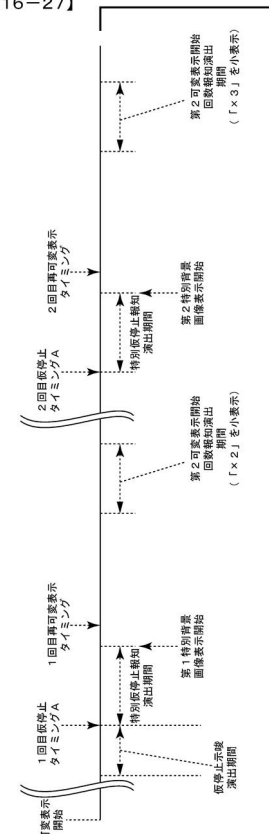 16-27】
変表示
開始
仮停止示唆
演出期間
1回目仮停止
タイミングA
特別仮停止報知
演出期間
第1特別背景
画像表示開始
1回目再可変表示
タイミング
第2可変表示開始
回数報知演出
期間
(「×2」を小表示)
2回目仮停止
タイミングA
特別仮停止報知
演出期間
第2特別背景
画像表示開始
2回目再可変表示
タイミング
第2可変表示開始
回数報知演出
期間
(「×3」を小表示)